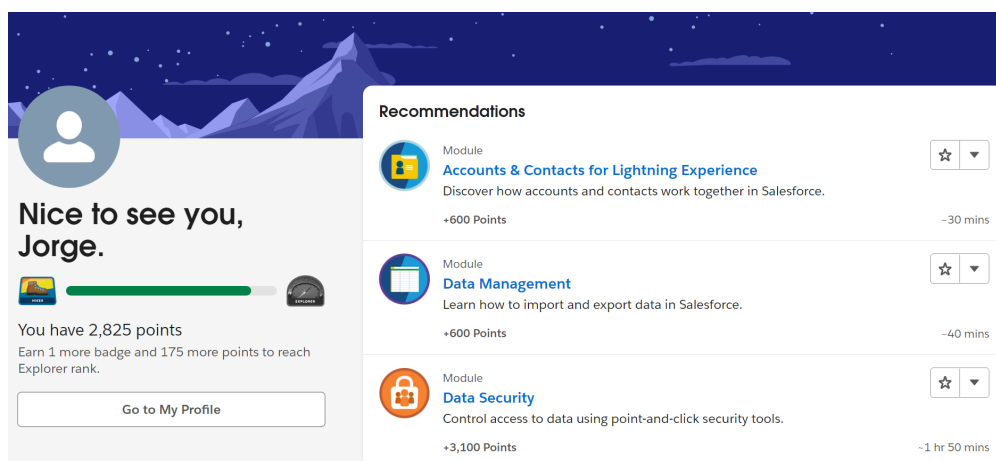 Nice to see you,
Jorge.
HIKER
EXPLORER
You have 2,825 points
Earn 1 more badge and 175 more points to reach
Explorer rank.
Go to My Profile
Recommendations
Module
Accounts & Contacts for Lightning Experience
Discover how accounts and contacts work together in Salesforce.
+600 Points
~30 mins
Module
Data Management
Learn how to import and export data in Salesforce.
+600 Points
~40 mins
Module
Data Security
Control access to data using point-and-click security tools.
+3,100 Points
~1 hr 50 mins